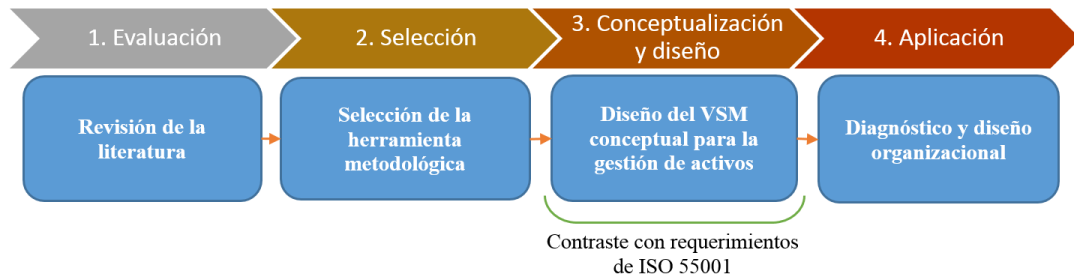 1. Evaluación
2. Selección
3. Conceptualización
y diseño
4. Aplicación
Revisión de la
literatura
Selección de la
herramienta
metodológica
Diseño del VSM
conceptual para la
gestión de activos
Diagnóstico y diseño
organizacional
Contraste con requerimientos
de ISO 55001